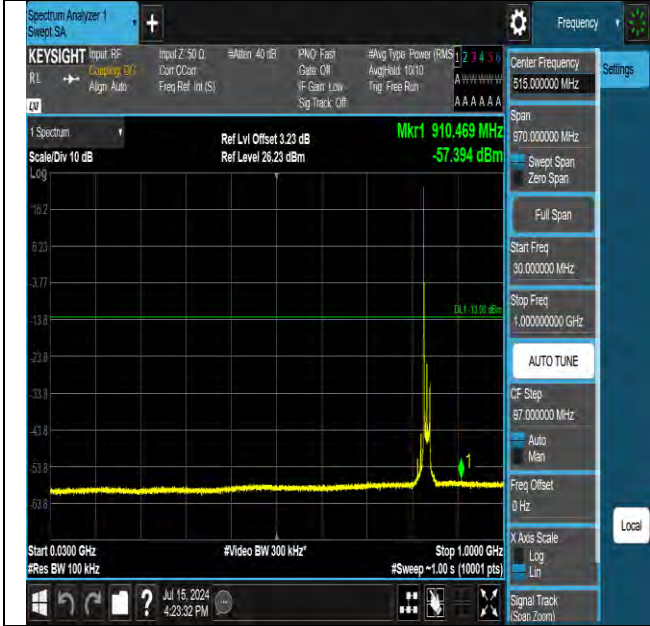 Spectrum Analyzer 1
Swept SA
Frequency
KEYSIGHT
RL
Input: RF
Coupling: DC
Align: Auto
Input Z: 50 Ω
Corr CCorr
Freq Ref: Int (S)
#Atten: 40 dB
PNO: Fast
Gate: Off
IF Gain: Low
Sig Track: Off
#Avg Type: Power (RMS
Avg|Hold: 10/10
Trig: Free Run
1 2 3 4 5 6
A W W W W W
A A A A A A
LXI
1 Spectrum
Scale/Div 10 dB
Log
Ref Lvl Offset 3.23 dB
Ref Level 26.23 dBm
Mkr1 910.469 MHz
-57.394 dBm
16.2
6.23
-3.77
-13.8
-23.8
-33.8
-43.8
-53.8
-63.8
DL1 -13.00 dBm
1
Start 0.0300 GHz
#Res BW 100 kHz
#Video BW 300 kHz*
Stop 1.0000 GHz
#Sweep ~1.00 s (10001 pts)
Center Frequency
515.000000 MHz
Settings
Span
970.000000 MHz
Swept Span
Zero Span
Full Span
Start Freq
30.000000 MHz
Stop Freq
1.000000000 GHz
AUTO TUNE
CF Step
97.000000 MHz
Auto
Man
Freq Offset
0 Hz
X Axis Scale
Log
Lin
Local
Signal Track
(Span Zoom)
?
Jul 15, 2024
4:23:32 PM